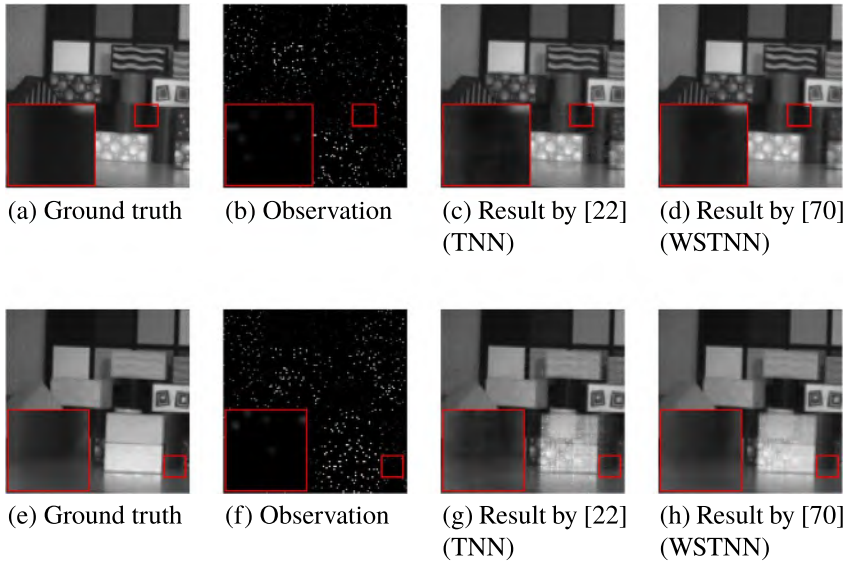 (a) Ground truth
(b) Observation
(c) Result by [22]
(TNN)
(d) Result by [70]
(WSTNN)
(e) Ground truth
(f) Observation
(g) Result by [22]
(TNN)
(h) Result by [70]
(WSTNN)